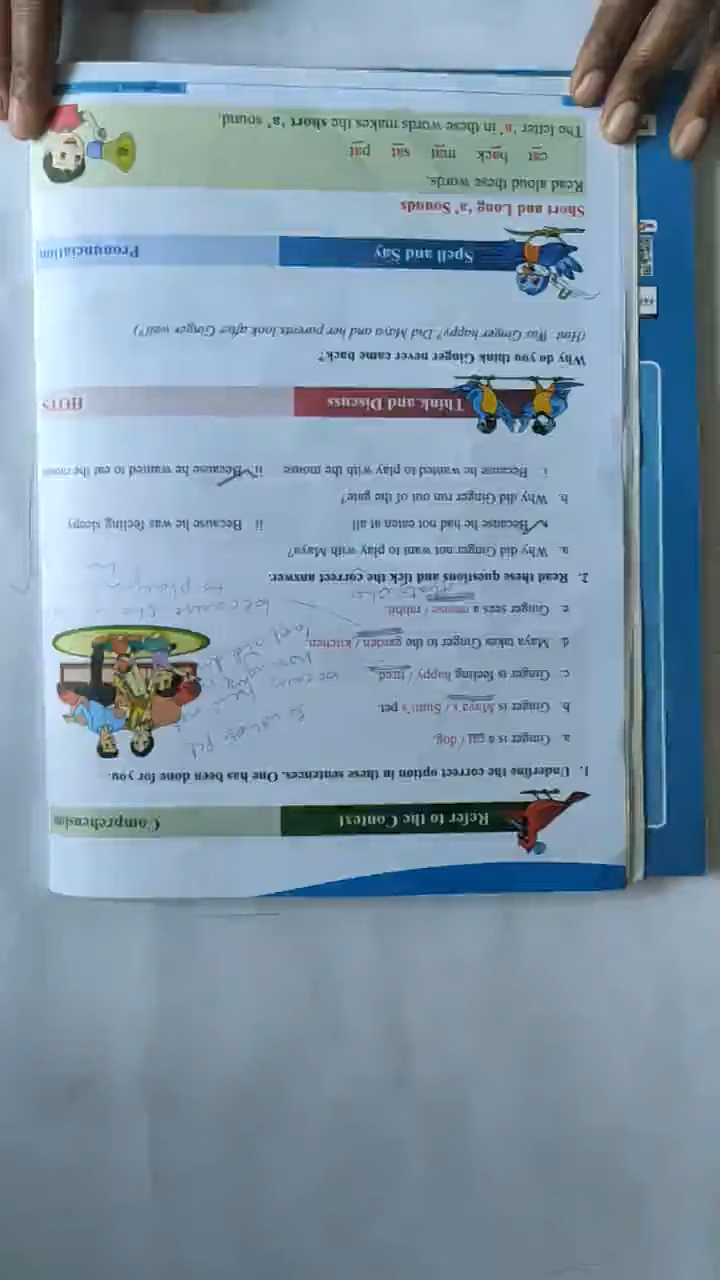 Refer to the Context Comprehension
1. Underline the correct option in these sentences. One has been done for you.
a. Ginger is a cat / dog.
b. Ginger is Maya's / Sunu's pet.
c. Ginger is feeling happy / tired.
d. Maya takes Ginger to the garden / kitchen.
e. Ginger sees a mouse / rabbit.
because
2. Read these questions and tick the correct answer.
a. Why did Ginger not want to play with Maya?
Because he had not eaten at all ii Because he was feeling sleepy
b. Why did Ginger run out of the gate?
i Because he wanted to play with the mouse ii Because he wanted to eat the mouse
Think and Discuss HOTS
Why do you think Ginger never came back?
(Hint: Was Ginger happy? Did Maya and her parents look after Ginger well?)
Spell and Say Pronunciation
Short and Long 'a' Sounds
Read aloud these words.
cat back mat sat pat
The letter 'a' in these words makes the short 'a' sound.